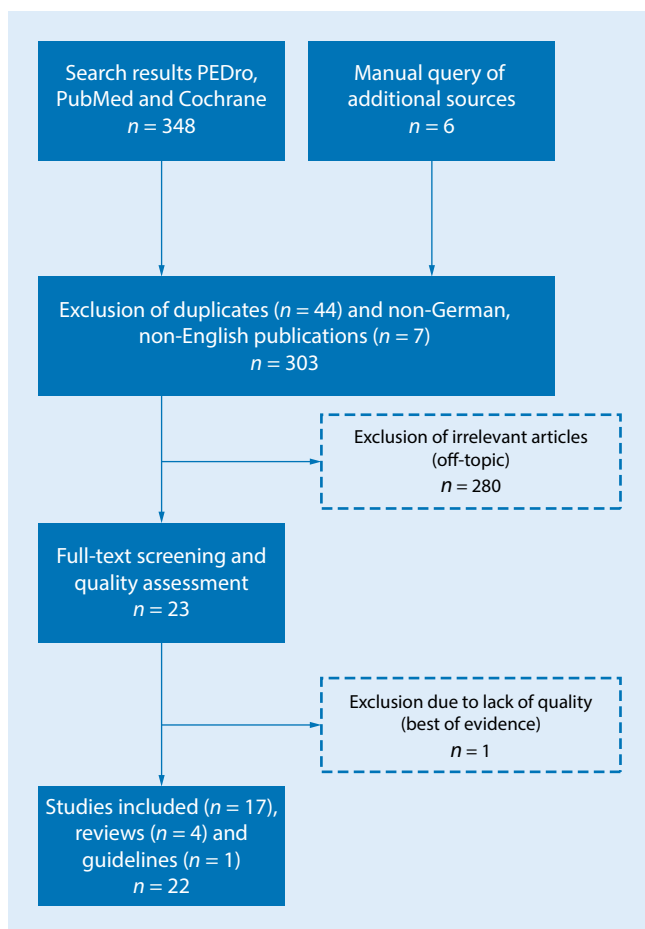 Search results PEDro,
PubMed and Cochrane
n = 348
Manual query of
additional sources
n = 6
Exclusion of duplicates (n = 44) and non-German,
non-English publications (n = 7)
n = 303
Exclusion of irrelevant articles
(off-topic)
n = 280
Full-text screening and
quality assessment
n = 23
Exclusion due to lack of quality
(best of evidence)
n = 1
Studies included (n = 17),
reviews (n = 4) and
guidelines (n = 1)
n = 22